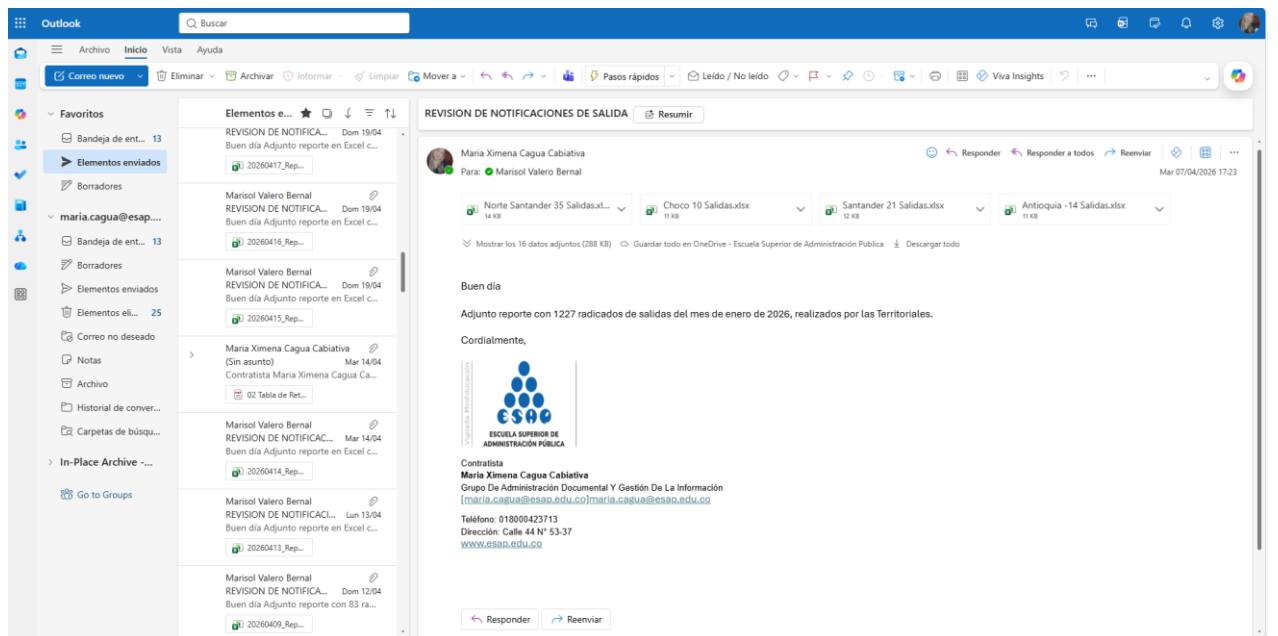 Outlook
Buscar
Archivo Inicio Vista Ayuda
Correo nuevo Eliminar Archivar Informar Limpiar Mover a Pasos rápidos Leído / No leído Viva Insights
Favoritos
Bandeja de ent... 13
Elementos enviados
Borradores
maria.cagua@esap....
Bandeja de ent... 13
Borradores
Elementos enviados
Elementos eli... 25
Correo no deseado
Notas
Archivo
Historial de conver...
Carpetas de búsqu...
In-Place Archive -...
Go to Groups
Elementos e...
REVISION DE NOTIFICA... Dom 19/04
Buen día Adjunto reporte en Excel c...
20260417_Rep...
Marisol Valero Bernal
REVISION DE NOTIFICA... Dom 19/04
Buen día Adjunto reporte en Excel c...
20260416_Rep...
Marisol Valero Bernal
REVISION DE NOTIFICA... Dom 19/04
Buen día Adjunto reporte en Excel c...
20260415_Rep...
Maria Ximena Cagua Cabiativa
(Sin asunto) Mar 14/04
Contratista Maria Ximena Cagua Ca...
02 Tabla de Ret...
Marisol Valero Bernal
REVISION DE NOTIFICAC... Mar 14/04
Buen día Adjunto reporte en Excel c...
20260414_Rep...
Marisol Valero Bernal
REVISION DE NOTIFICACI... Lun 13/04
Buen día Adjunto reporte en Excel c...
20260413_Rep...
Marisol Valero Bernal
REVISION DE NOTIFICA... Dom 12/04
Buen día Adjunto reporte con 83 ra...
20260409_Rep...
REVISION DE NOTIFICACIONES DE SALIDA Resumir
Maria Ximena Cagua Cabiativa
Responder Responder a todos Reenviar
Para: Marisol Valero Bernal
Mar 07/04/2026 17:23
Norte Santander 35 Salidas.xl...
14 KB
Choco 10 Salidas.xlsx
11 KB
Santander 21 Salidas.xlsx
12 KB
Antioquia -14 Salidas.xlsx
11 KB
Mostrar los 16 datos adjuntos (288 KB) Guardar todo en OneDrive - Escuela Superior de Administración Publica Descargar todo
Buen día
Adjunto reporte con 1227 radicados de salidas del mes de enero de 2026, realizados por las Territoriales.
Cordialmente,
Vigilada MinEducación
ESAP
ESCUELA SUPERIOR DE
ADMINISTRACIÓN PÚBLICA
Contratista
Maria Ximena Cagua Cabiativa
Grupo De Administración Documental Y Gestión De La Información
[maria.cagua@esap.edu.co]maria.cagua@esap.edu.co
Teléfono: 018000423713
Dirección: Calle 44 N° 53-37
www.esap.edu.co
Responder Reenviar